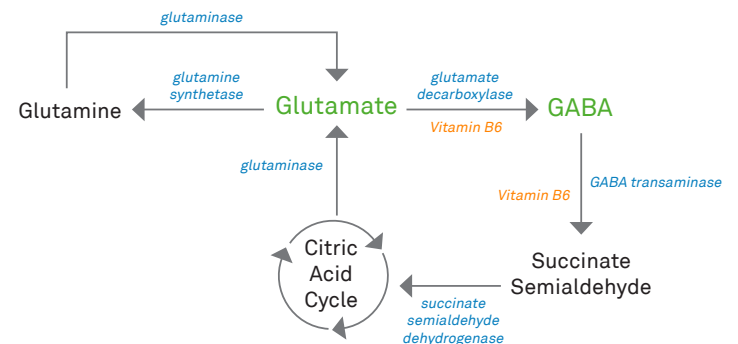 glutaminase
glutamine
synthetase
glutamate
decarboxylase
Glutamine
Glutamate
GABA
Vitamin B6
glutaminase
Vitamin B6
GABA transaminase
Citric
Acid
Cycle
Succinate
Semialdehyde
succinate
semialdehyde
dehydrogenase